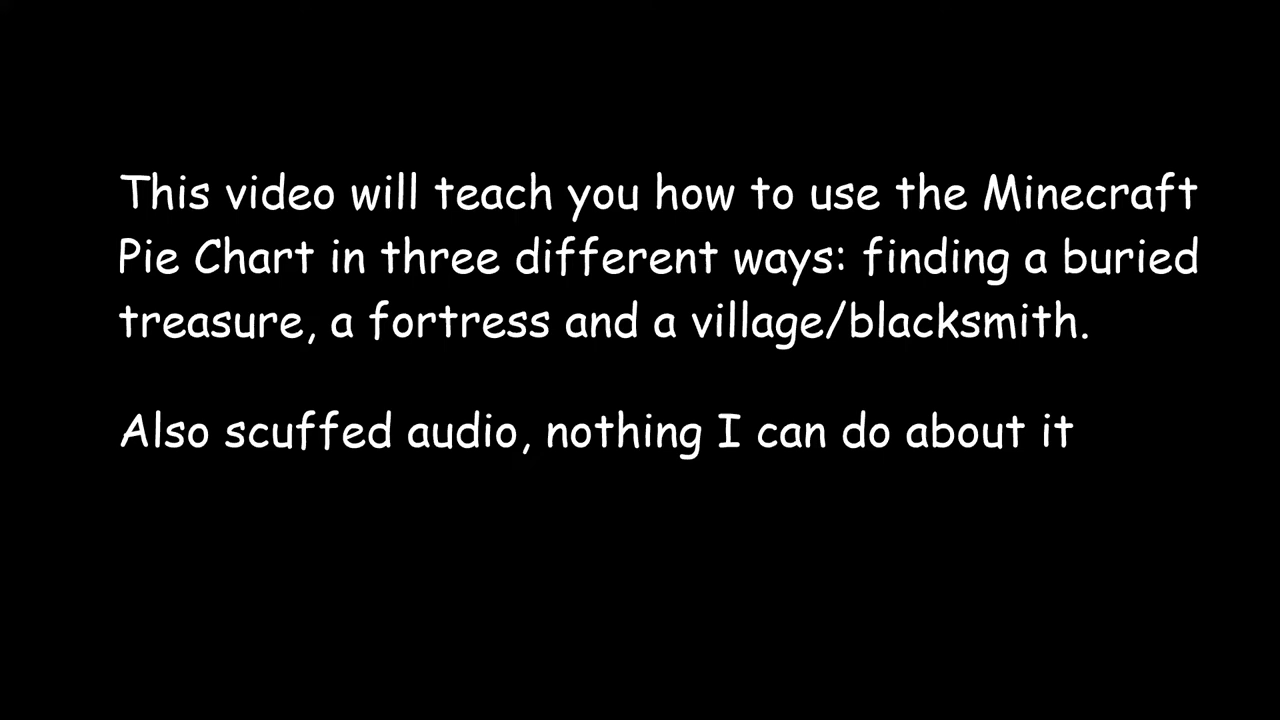 This video will teach you how to use the Minecraft
Pie Chart in three different ways: finding a buried
treasure, a fortress and a village/blacksmith.
Also scuffed audio, nothing I can do about it